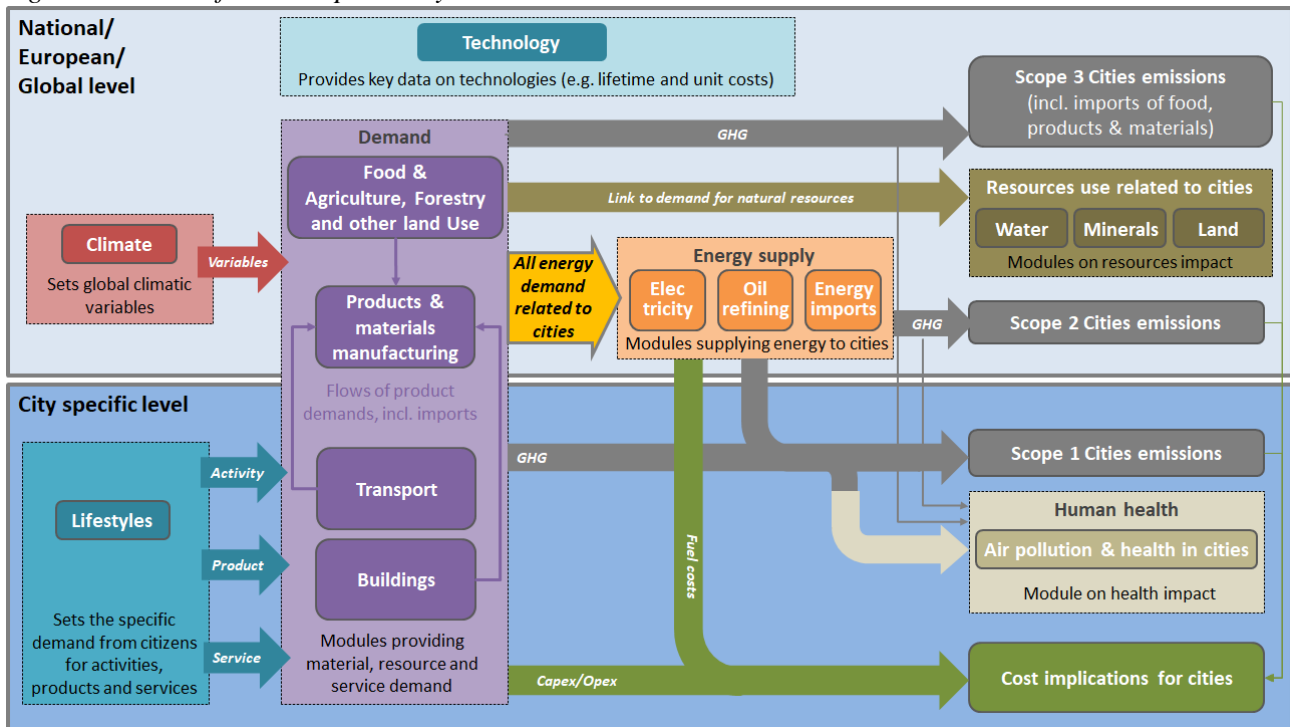 National/
European/
Global level
Technology
Provides key data on technologies (e.g. lifetime and unit costs)
Scope 3 Cities emissions
(incl. imports of food,
products & materials)
Demand
GHG
Food &
Agriculture, Forestry
and other land Use
Link to demand for natural resources
Resources use related to cities
Water
Minerals
Land
Modules on resources impact
Climate
Sets global climatic
variables
Variables
All energy
demand
related to
cities
Energy supply
Elec
tricity
Oil
refining
Energy
imports
Modules supplying energy to cities
GHG
Scope 2 Cities emissions
Products &
materials
manufacturing
Flows of product
demands, incl. imports
City specific level
Lifestyles
Sets the specific
demand from citizens
for activities,
products and services
Activity
Product
Service
Transport
Buildings
Modules providing
material, resource and
service demand
GHG
Scope 1 Cities emissions
Human health
Air pollution & health in cities
Module on health impact
Fuel costs
Capex/Opex
Cost implications for cities